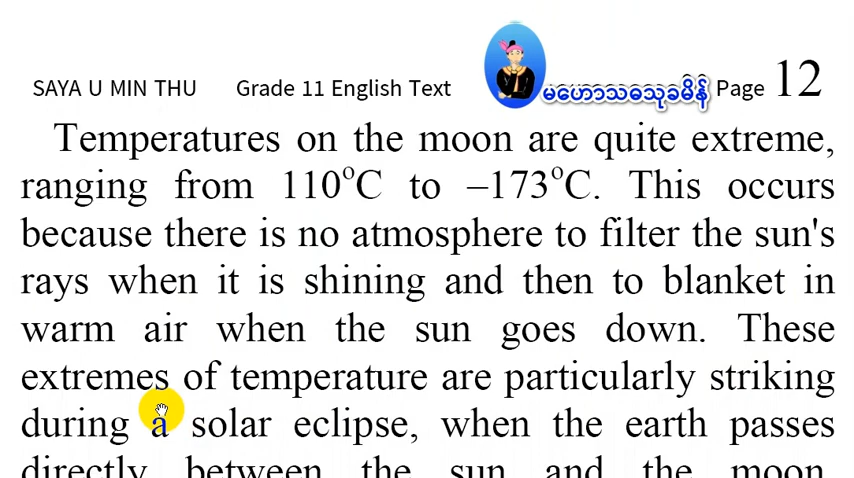 SAYA U MIN THU Grade 11 English Text မဟောသဓသုခမိန် Page 12
Temperatures on the moon are quite extreme,
ranging from 110°C to –173°C. This occurs
because there is no atmosphere to filter the sun's
rays when it is shining and then to blanket in
warm air when the sun goes down. These
extremes of temperature are particularly striking
during a solar eclipse, when the earth passes
directly between the sun and the moon,